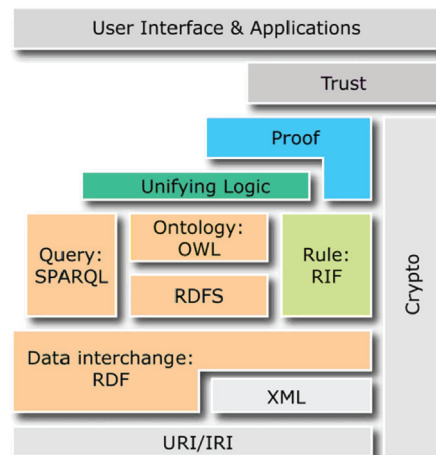 User Interface & Applications
Trust
Proof
Unifying Logic
Query:
SPARQL
Ontology:
OWL
RDFS
Rule:
RIF
Crypto
Data interchange:
RDF
XML
URI/IRI